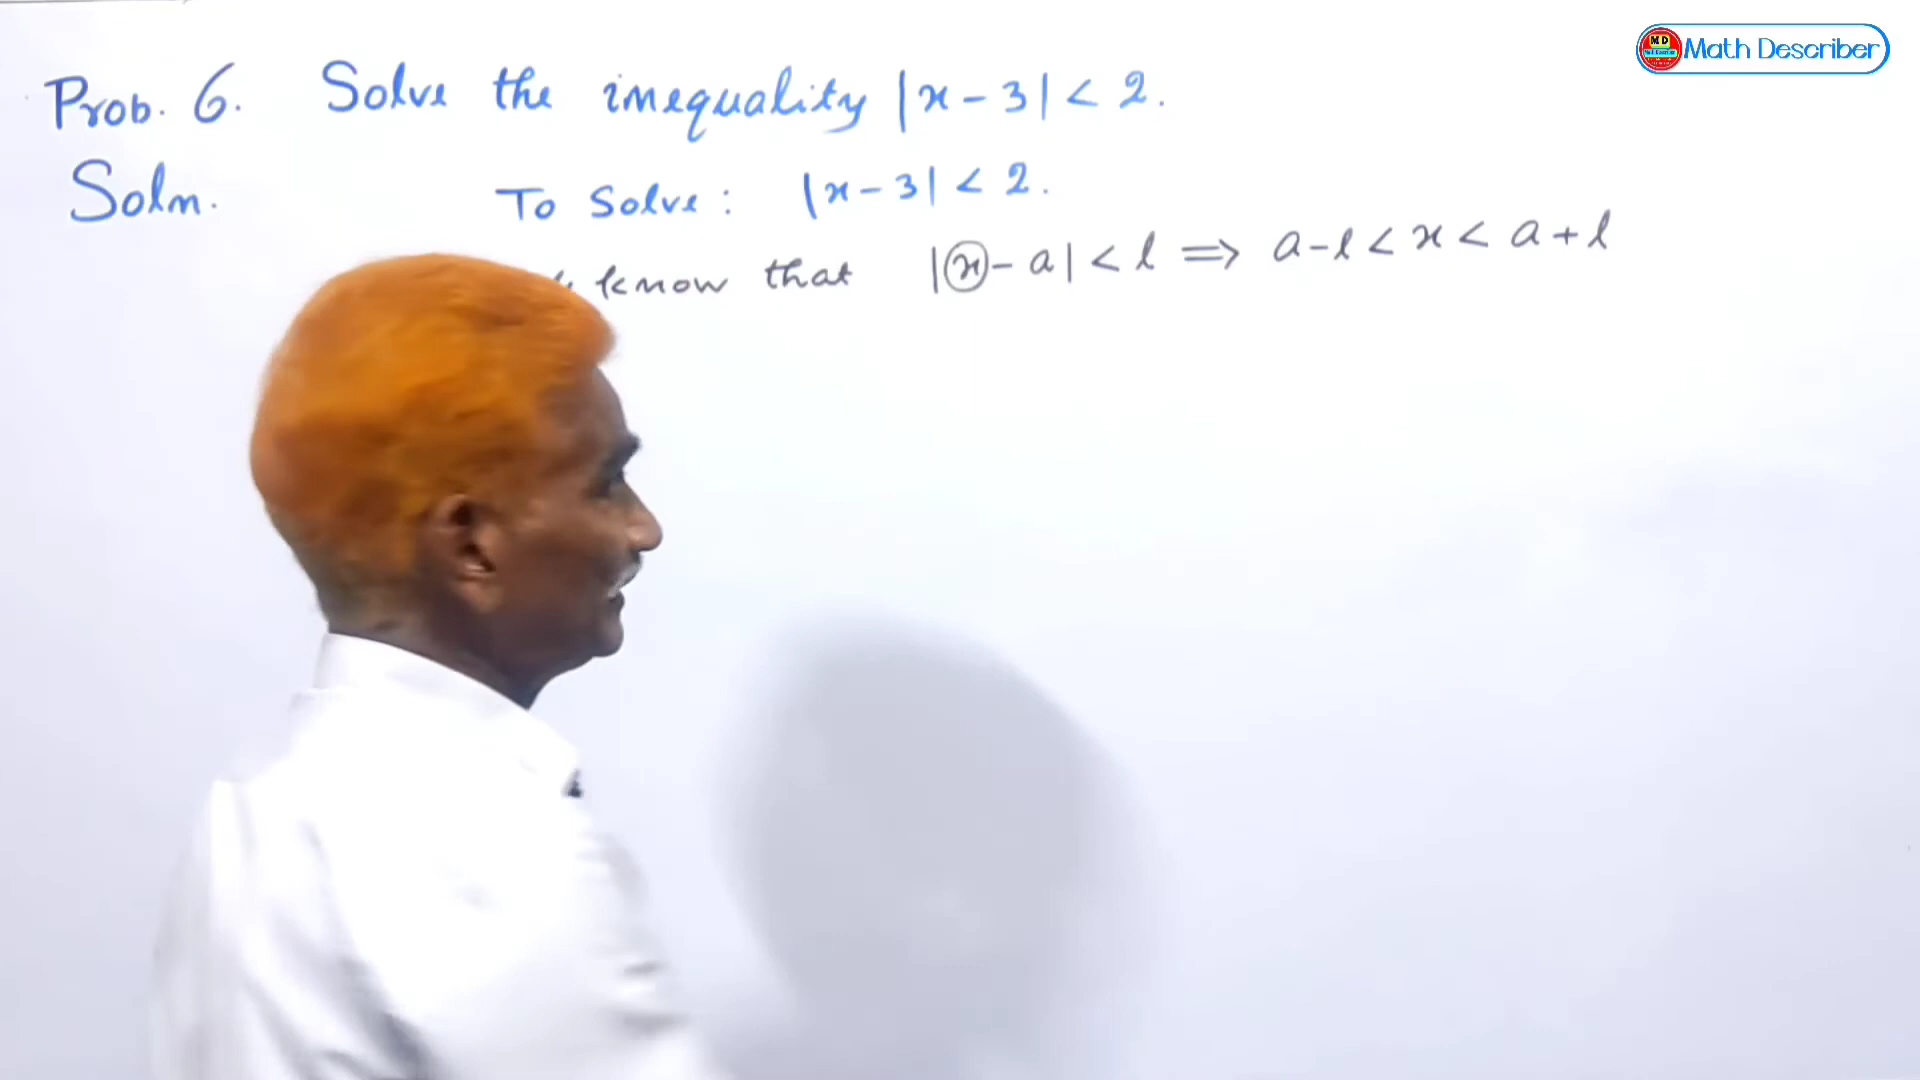 Math Describer
Prob. 6. Solve the inequality |x - 3| < 2.
Soln. To Solve : |x - 3| < 2.
know that |x - a| < l ⇒ a - l < x < a + l